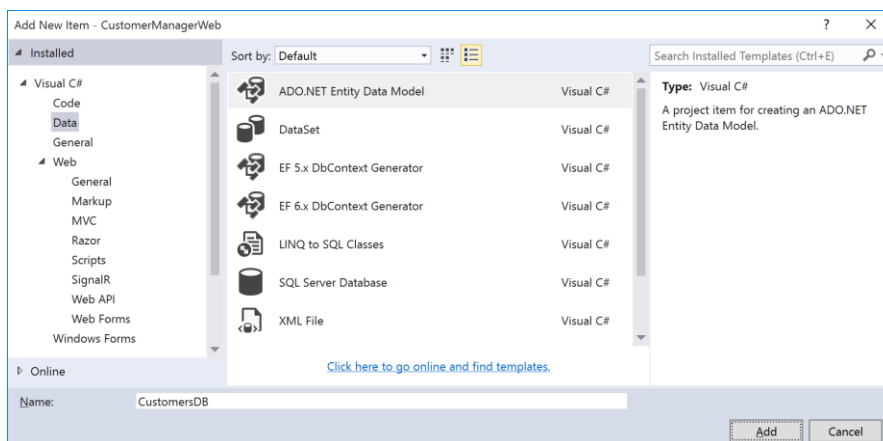 Add New Item - CustomerManagerWeb
? X
Installed
Sort by: Default
Search Installed Templates (Ctrl+E)
Visual C#
Code
Data
General
Web
General
Markup
MVC
Razor
Scripts
SignalR
Web API
Web Forms
Windows Forms
Online
ADO.NET Entity Data Model Visual C#
DataSet Visual C#
EF 5.x DbContext Generator Visual C#
EF 6.x DbContext Generator Visual C#
LINQ to SQL Classes Visual C#
SQL Server Database Visual C#
XML File Visual C#
Click here to go online and find templates.
Type: Visual C#
A project item for creating an ADO.NET
Entity Data Model.
Name: CustomersDB
Add Cancel